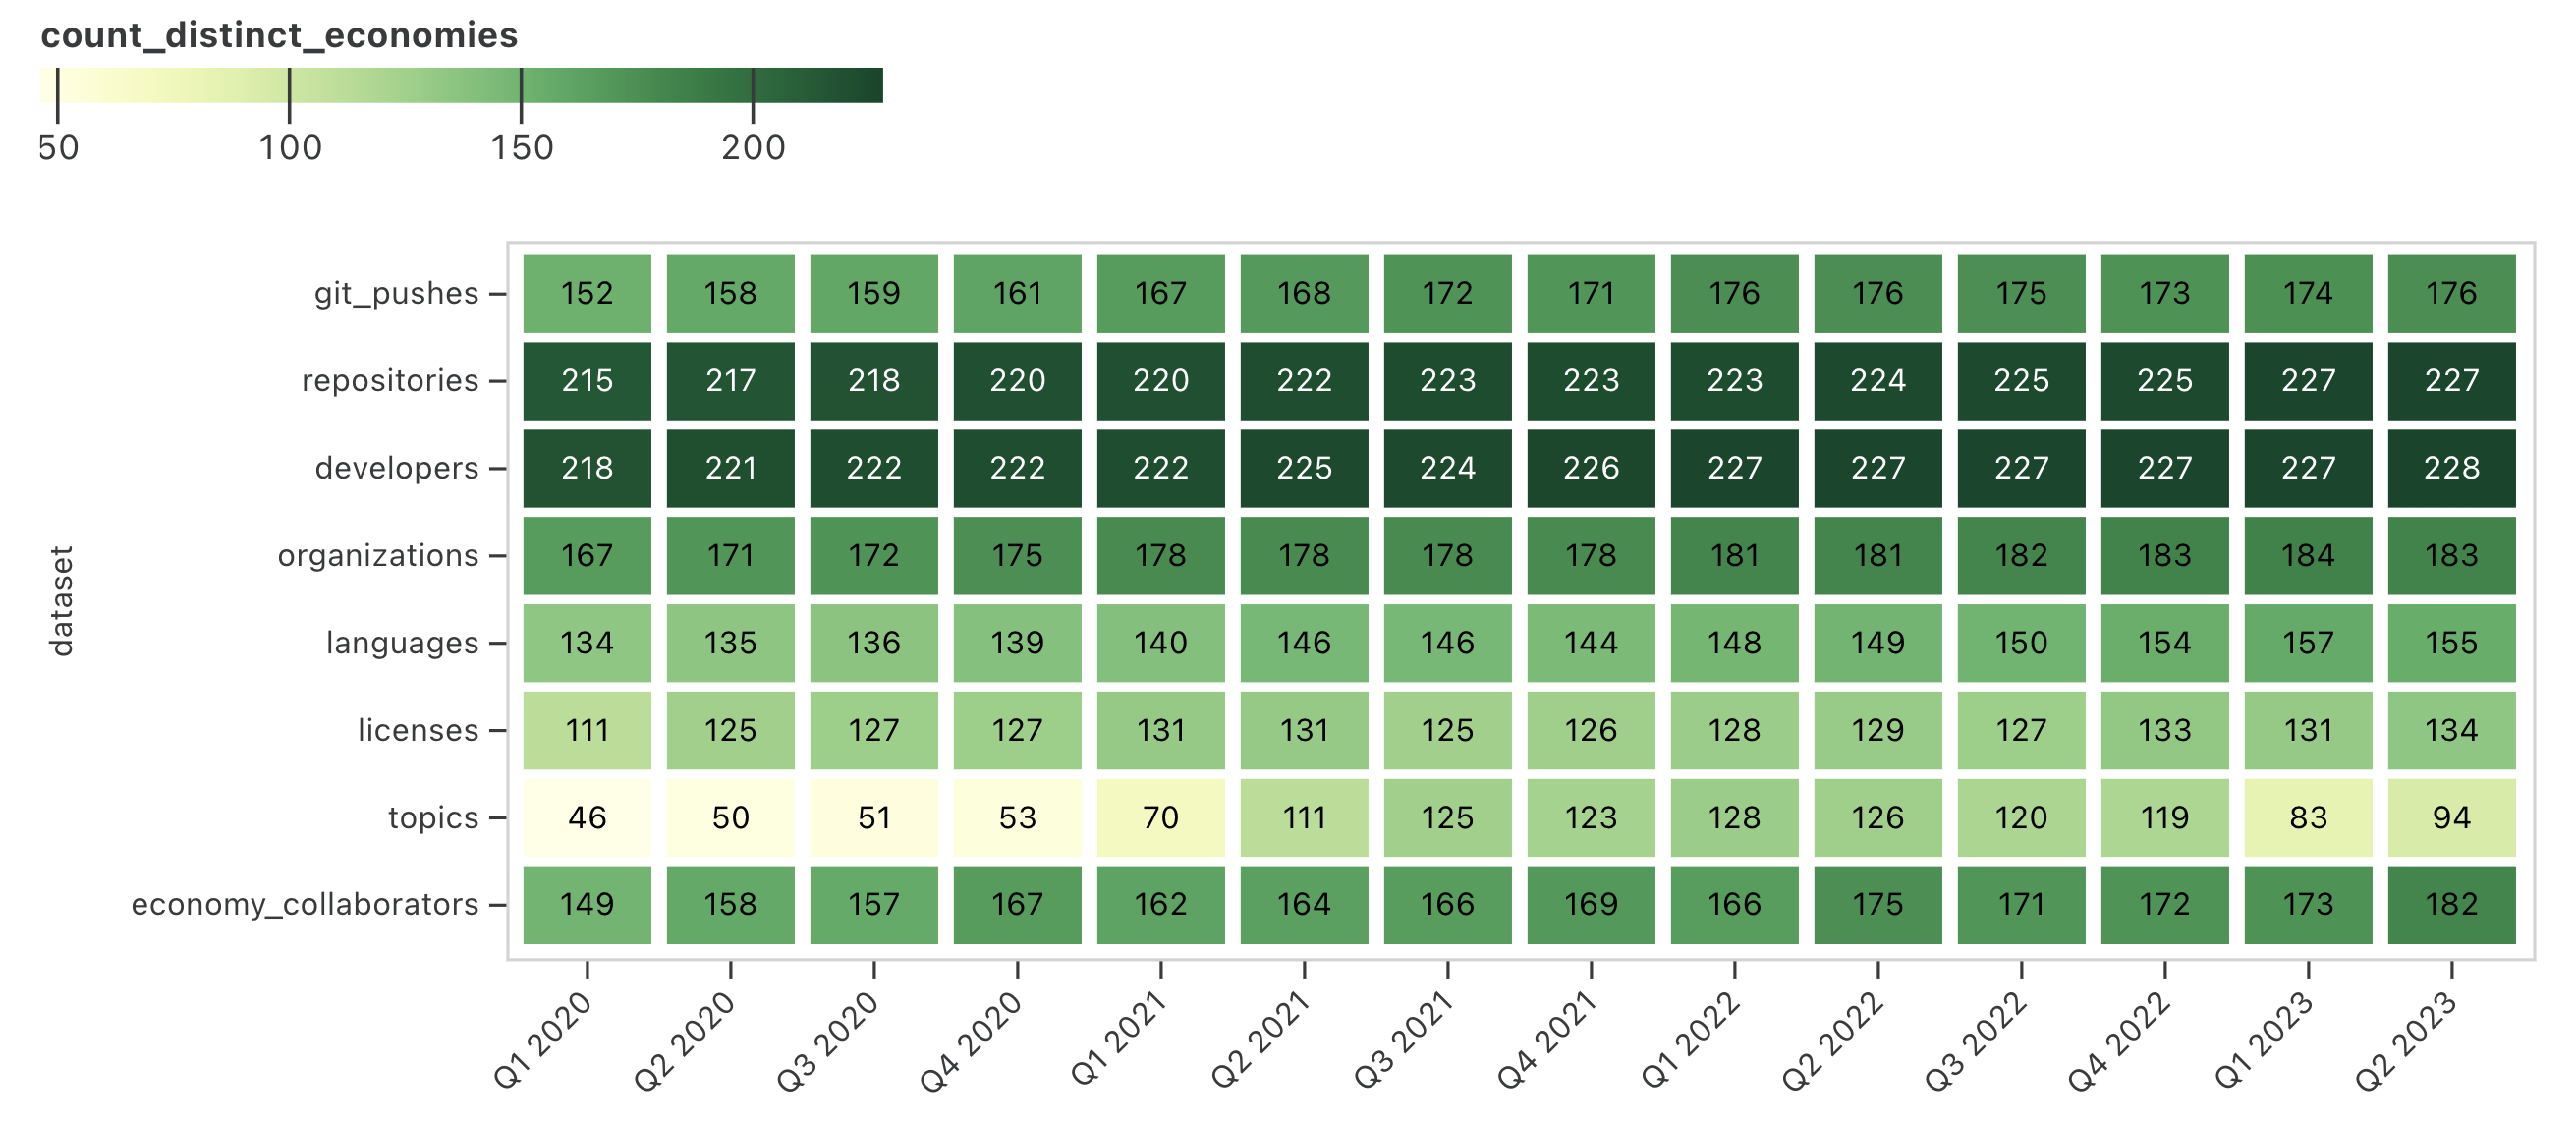 count_distinct_economies
50 100 150 200
dataset
git_pushes 152 158 159 161 167 168 172 171 176 176 175 173 174 176
repositories 215 217 218 220 220 222 223 223 223 224 225 225 227 227
developers 218 221 222 222 222 225 224 226 227 227 227 227 227 228
organizations 167 171 172 175 178 178 178 178 181 181 182 183 184 183
languages 134 135 136 139 140 146 146 144 148 149 150 154 157 155
licenses 111 125 127 127 131 131 125 126 128 129 127 133 131 134
topics 46 50 51 53 70 111 125 123 128 126 120 119 83 94
economy_collaborators 149 158 157 167 162 164 166 169 166 175 171 172 173 182
Q1 2020 Q2 2020 Q3 2020 Q4 2020 Q1 2021 Q2 2021 Q3 2021 Q4 2021 Q1 2022 Q2 2022 Q3 2022 Q4 2022 Q1 2023 Q2 2023